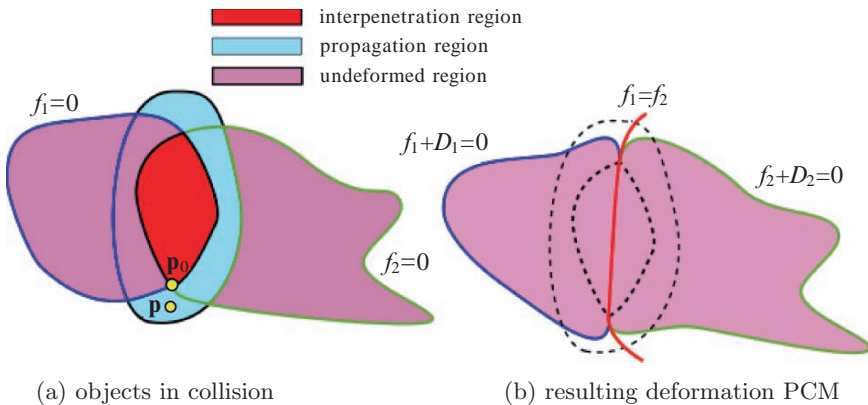 interpenetration region
propagation region
undeformed region
f₁=0
f₂=0
p₀
p
f₁=f₂
f₁+D₁=0
f₂+D₂=0
(a) objects in collision
(b) resulting deformation PCM